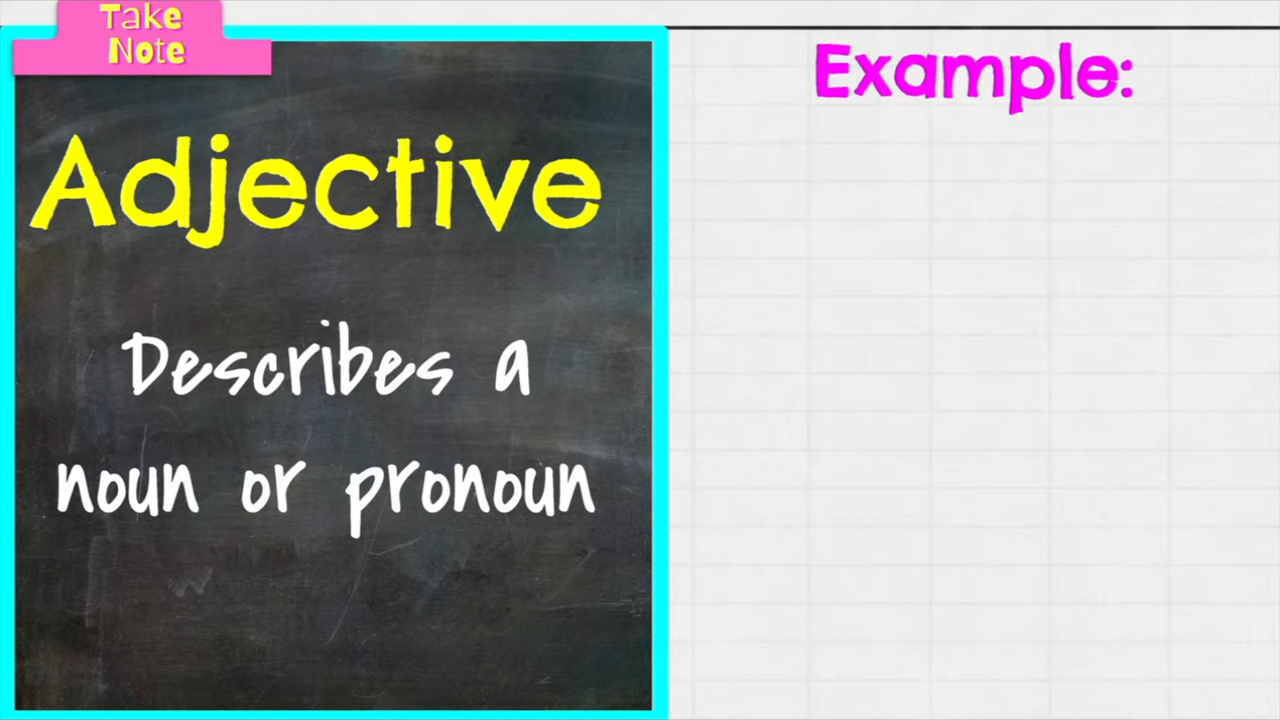 Take
Note
Adjective
Describes a
noun or pronoun
Example: